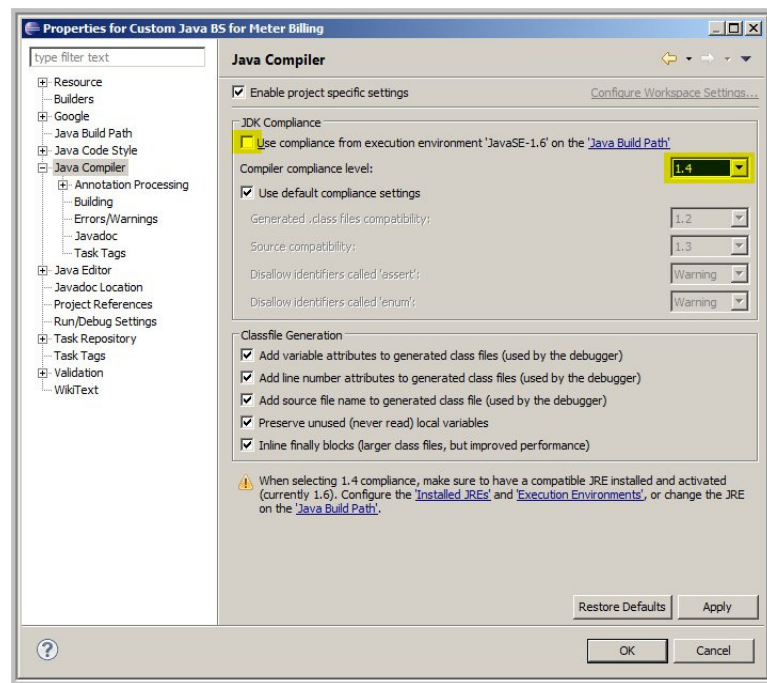 Properties for Custom Java BS for Meter Billing
type filter text
Resource
Builders
Google
Java Build Path
Java Code Style
Java Compiler
Annotation Processing
Building
Errors/Warnings
Javadoc
Task Tags
Java Editor
Javadoc Location
Project References
Run/Debug Settings
Task Repository
Task Tags
Validation
WikiText
Java Compiler
Enable project specific settings
Configure Workspace Settings...
JDK Compliance
Use compliance from execution environment 'JavaSE-1.6' on the 'Java Build Path'
Compiler compliance level: 1.4
Use default compliance settings
Generated .class files compatibility: 1.2
Source compatibility: 1.3
Disallow identifiers called 'assert': Warning
Disallow identifiers called 'enum': Warning
Classfile Generation
Add variable attributes to generated class files (used by the debugger)
Add line number attributes to generated class files (used by the debugger)
Add source file name to generated class file (used by the debugger)
Preserve unused (never read) local variables
Inline finally blocks (larger class files, but improved performance)
When selecting 1.4 compliance, make sure to have a compatible JRE installed and activated
(currently 1.6). Configure the 'Installed JREs' and 'Execution Environments', or change the JRE
on the 'Java Build Path'.
Restore Defaults Apply
? OK Cancel